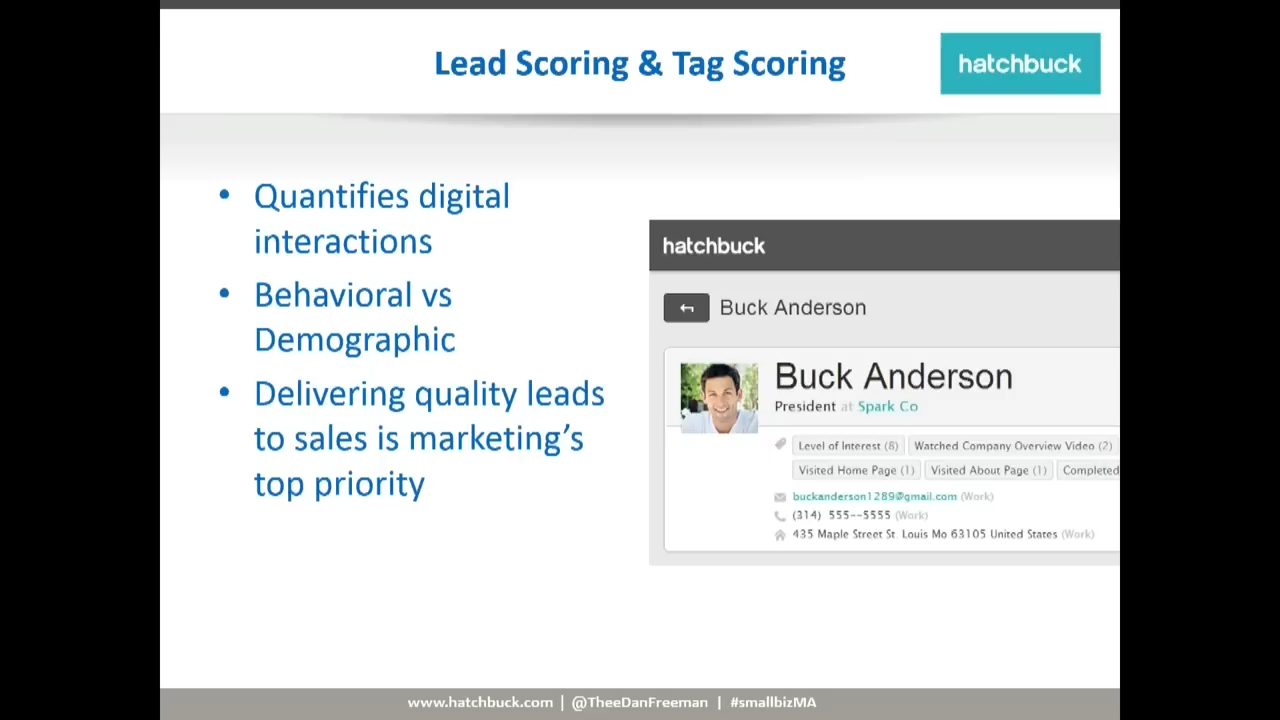 Lead Scoring & Tag Scoring
hatchbuck
• Quantifies digital
interactions
• Behavioral vs
Demographic
• Delivering quality leads
to sales is marketing's
top priority
hatchbuck
Buck Anderson
Buck Anderson
President at Spark Co
Level of Interest (8) Watched Company Overview Video (2)
Visited Home Page (1) Visited About Page (1) Completed
buckanderson1289@gmail.com (Work)
(314) 555--5555 (Work)
435 Maple Street St. Louis Mo 63105 United States (Work)
www.hatchbuck.com | @TheeDanFreeman | #smallbizMA